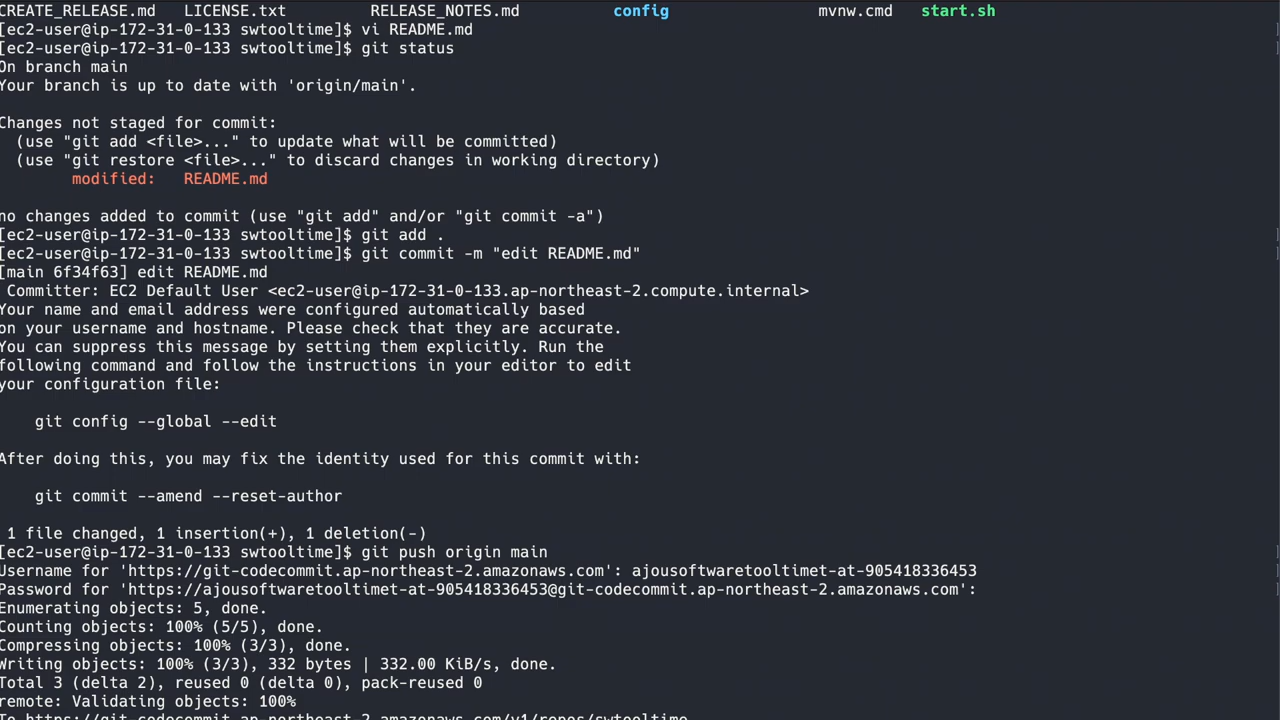 CREATE_RELEASE.md   LICENSE.txt          RELEASE_NOTES.md          config                mvnw.cmd   start.sh
[ec2-user@ip-172-31-0-133 swtooltime]$ vi README.md
[ec2-user@ip-172-31-0-133 swtooltime]$ git status
On branch main
Your branch is up to date with 'origin/main'.
Changes not staged for commit:
  (use "git add <file>..." to update what will be committed)
  (use "git restore <file>..." to discard changes in working directory)
        modified:   README.md
no changes added to commit (use "git add" and/or "git commit -a")
[ec2-user@ip-172-31-0-133 swtooltime]$ git add .
[ec2-user@ip-172-31-0-133 swtooltime]$ git commit -m "edit README.md"
[main 6f34f63] edit README.md
 Committer: EC2 Default User <ec2-user@ip-172-31-0-133.ap-northeast-2.compute.internal>
Your name and email address were configured automatically based
on your username and hostname. Please check that they are accurate.
You can suppress this message by setting them explicitly. Run the
following command and follow the instructions in your editor to edit
your configuration file:
    git config --global --edit
After doing this, you may fix the identity used for this commit with:
    git commit --amend --reset-author
 1 file changed, 1 insertion(+), 1 deletion(-)
[ec2-user@ip-172-31-0-133 swtooltime]$ git push origin main
Username for 'https://git-codecommit.ap-northeast-2.amazonaws.com': ajousoftwaretooltimet-at-905418336453
Password for 'https://ajousoftwaretooltimet-at-905418336453@git-codecommit.ap-northeast-2.amazonaws.com':
Enumerating objects: 5, done.
Counting objects: 100% (5/5), done.
Compressing objects: 100% (3/3), done.
Writing objects: 100% (3/3), 332 bytes | 332.00 KiB/s, done.
Total 3 (delta 2), reused 0 (delta 0), pack-reused 0
remote: Validating objects: 100%
To https://git-codecommit.ap-northeast-2.amazonaws.com/v1/repos/swtooltime